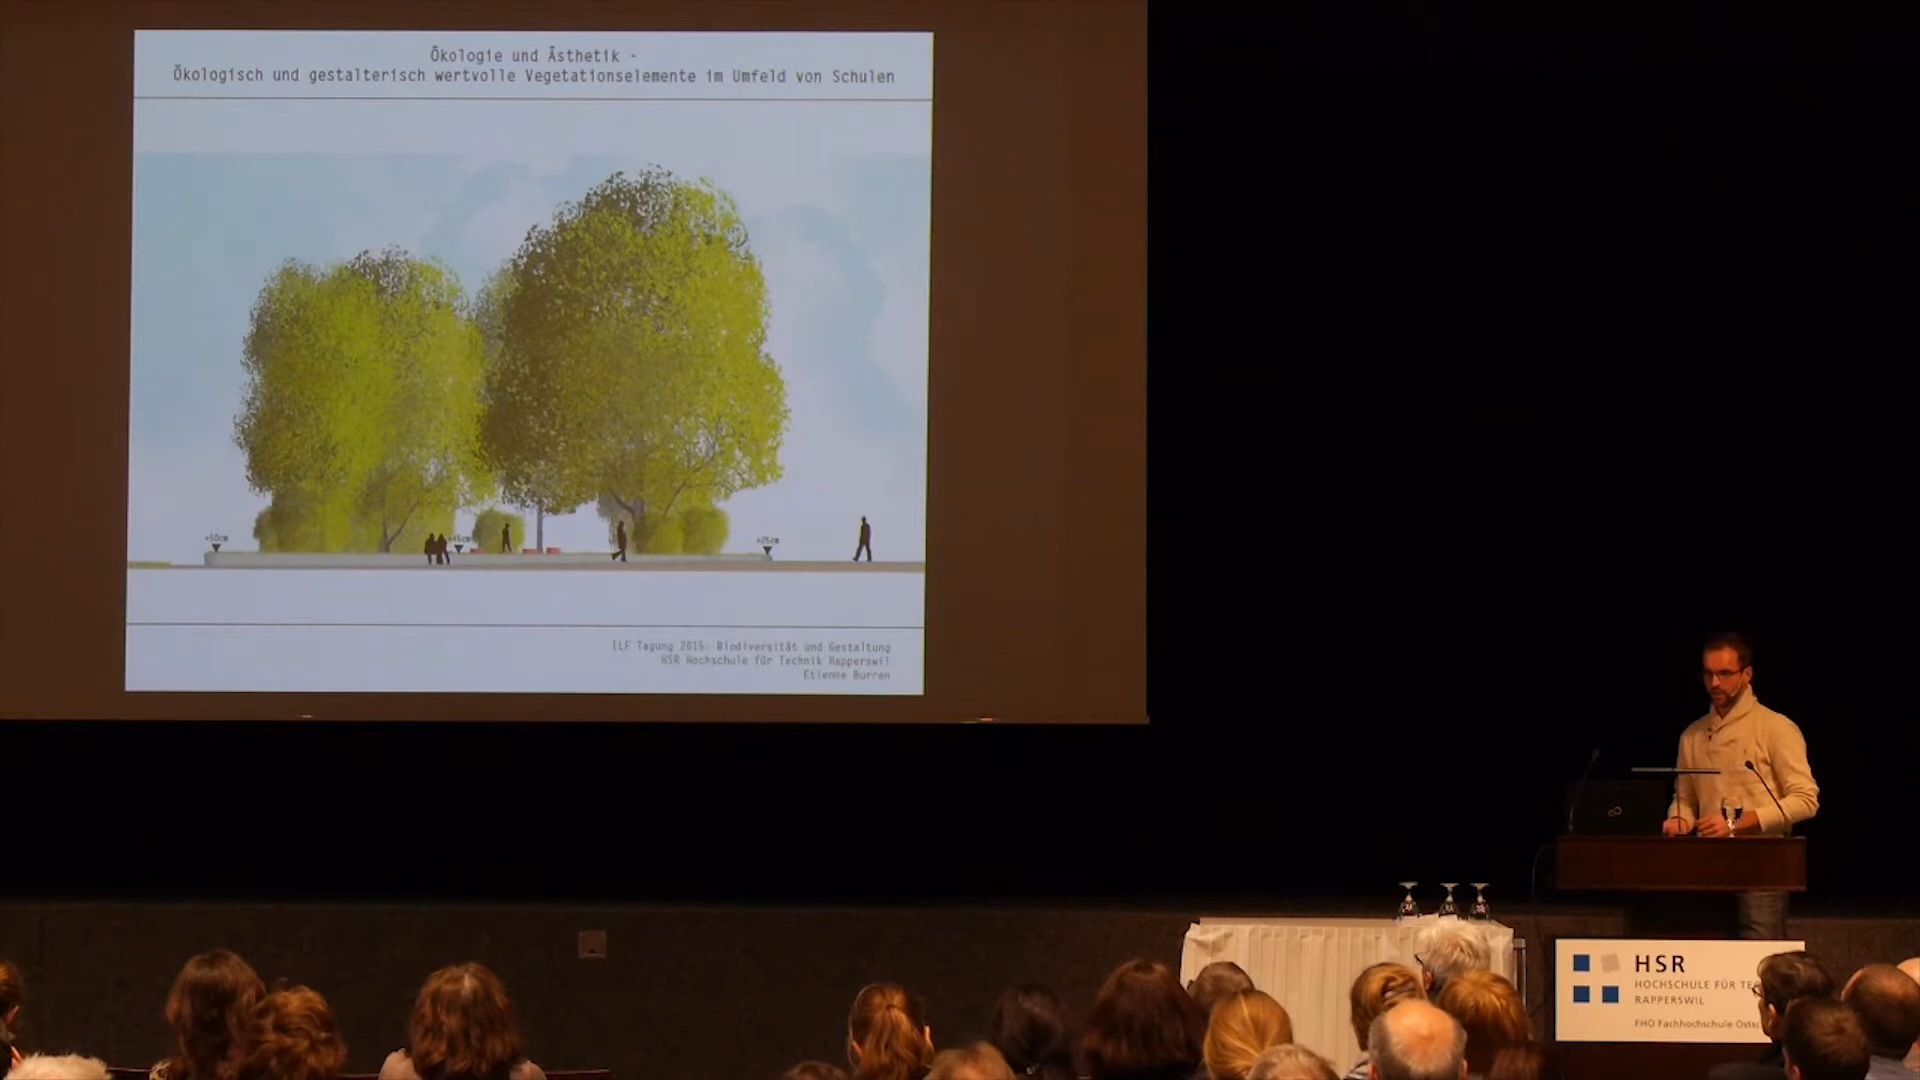 Ökologie und Ästhetik -
Ökologisch und gestalterisch wertvolle Vegetationselemente im Umfeld von Schulen
+50cm
+45cm
+25cm
ILF Tagung 2015: Biodiversität und Gestaltung
HSR Hochschule für Technik Rapperswil
Etienne Burren
HSR
HOCHSCHULE FÜR TEC
RAPPERSWIL
FHO Fachhochschule Ostsc